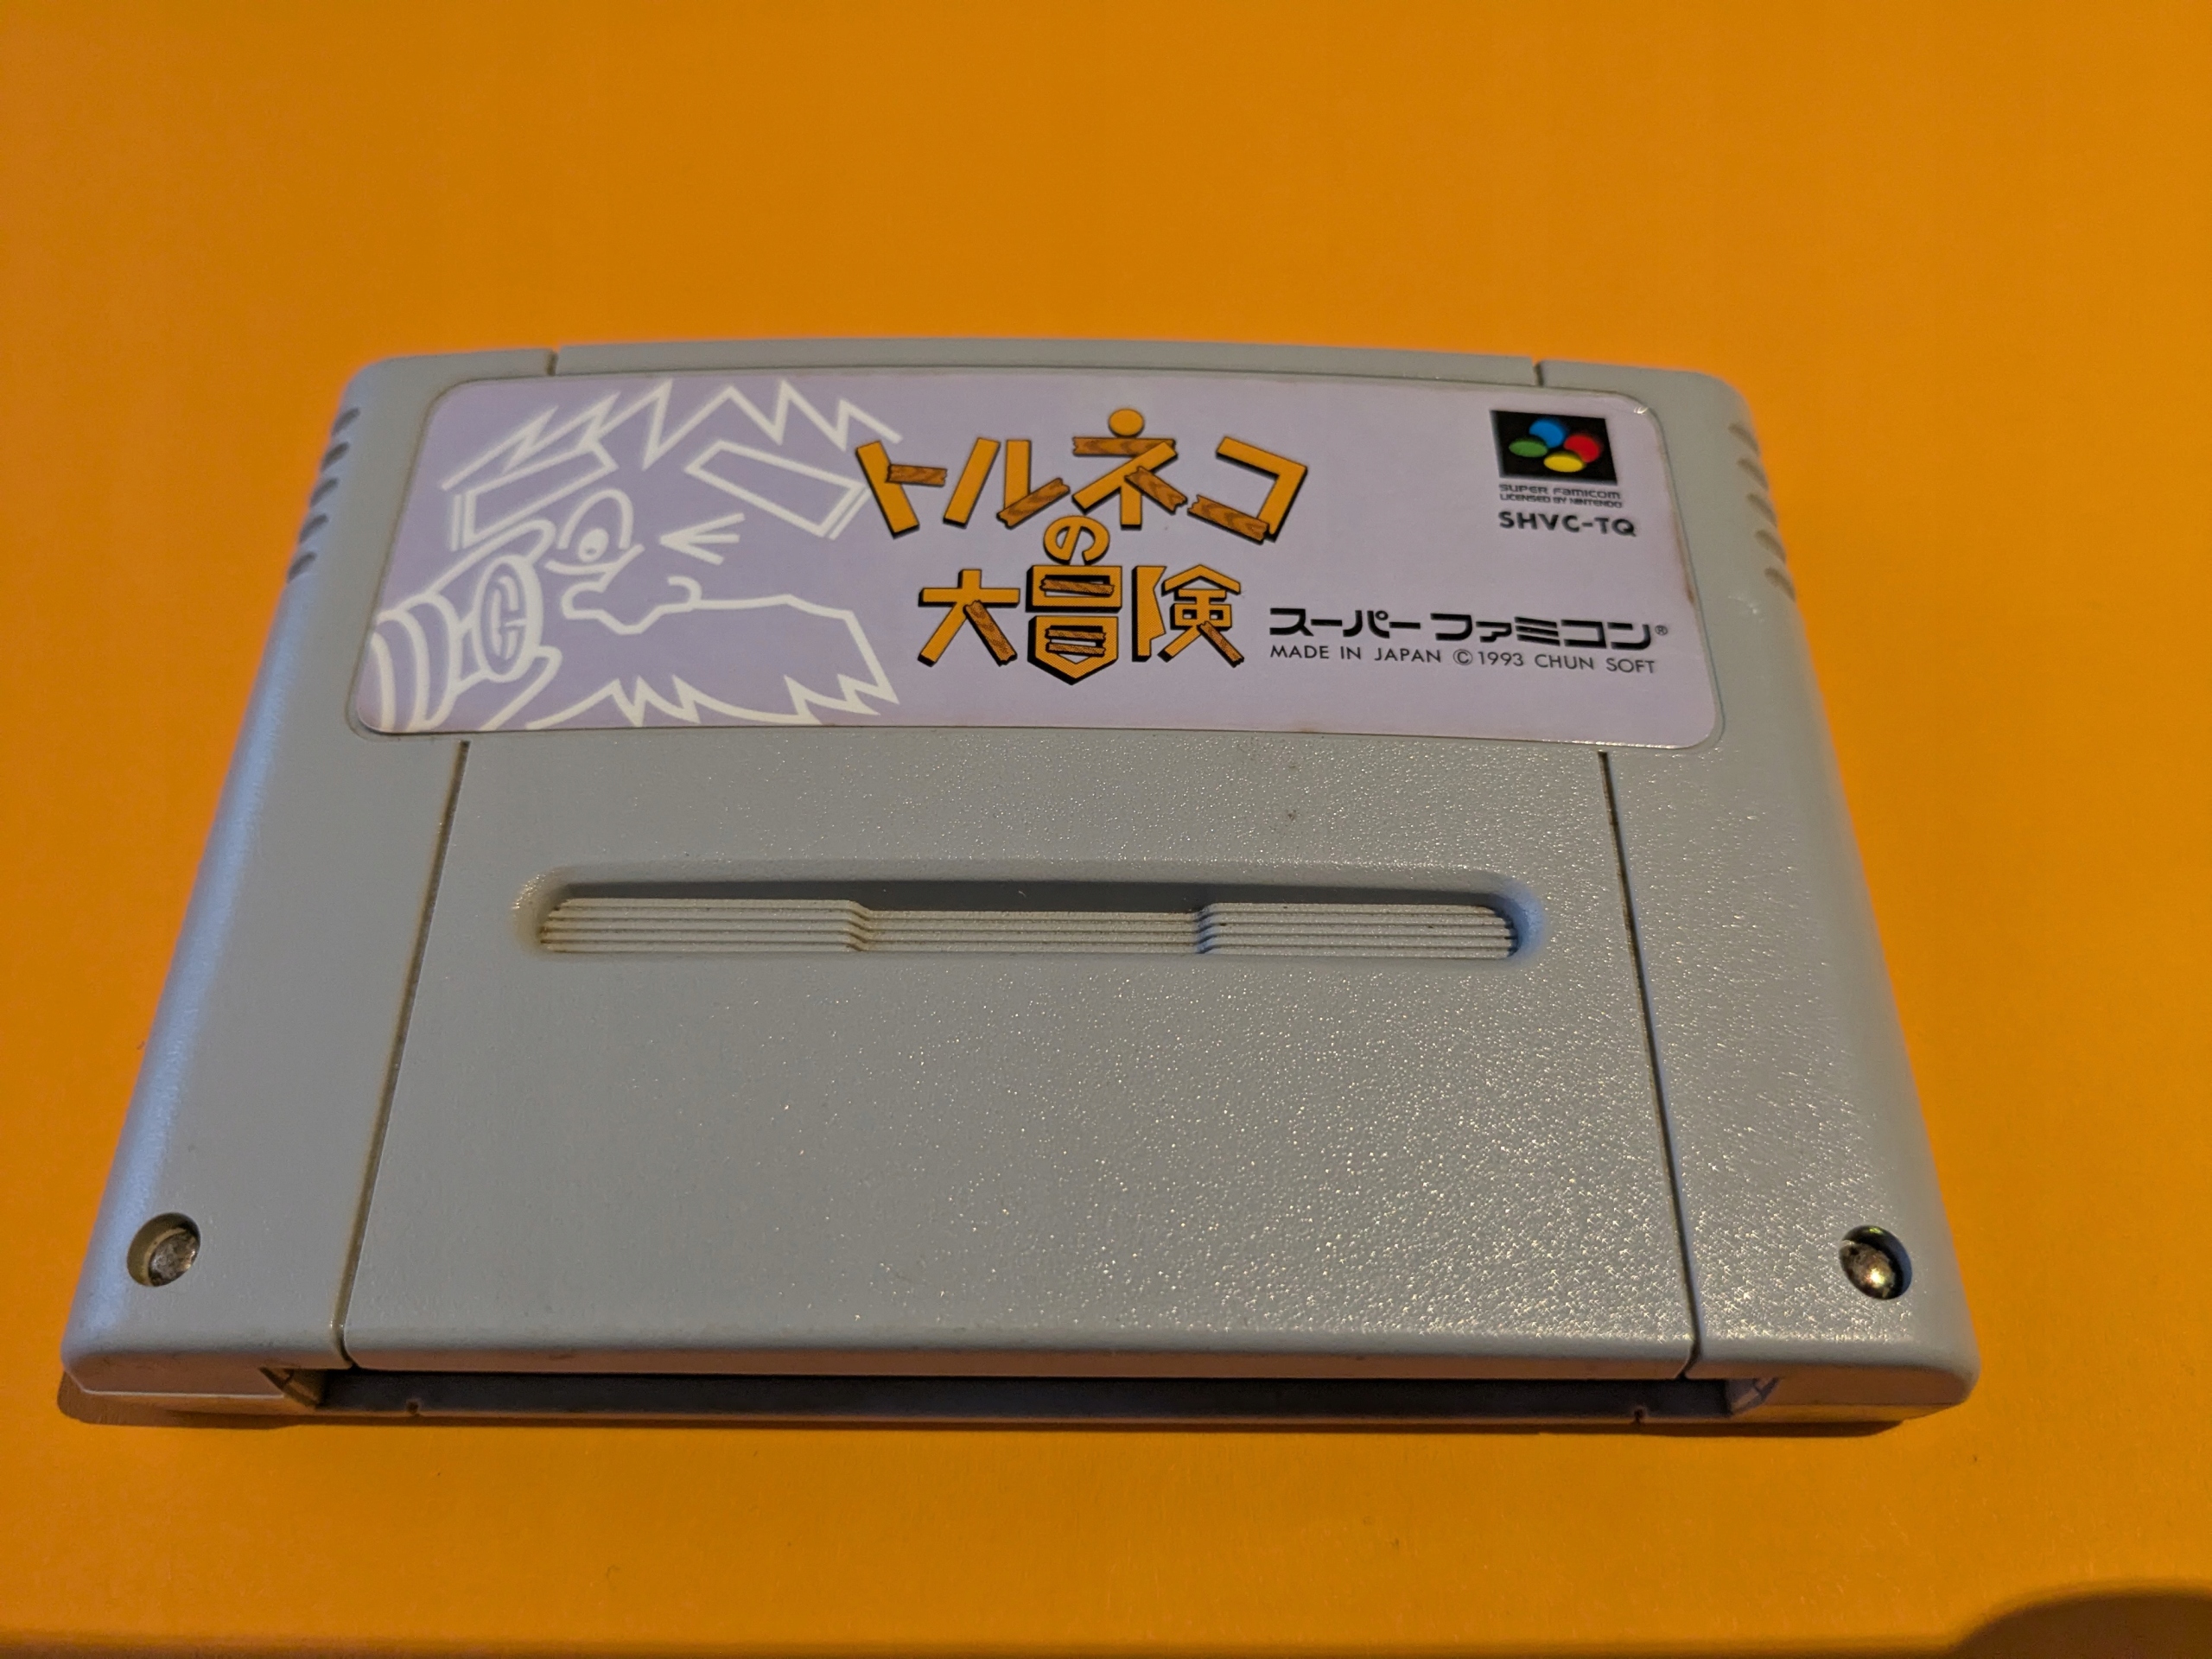 トルネコ
の
大冒険
SUPER FAMICOM
LICENSED BY NINTENDO
SHVC-TQ
スーパーファミコン®
MADE IN JAPAN ©1993 CHUN SOFT